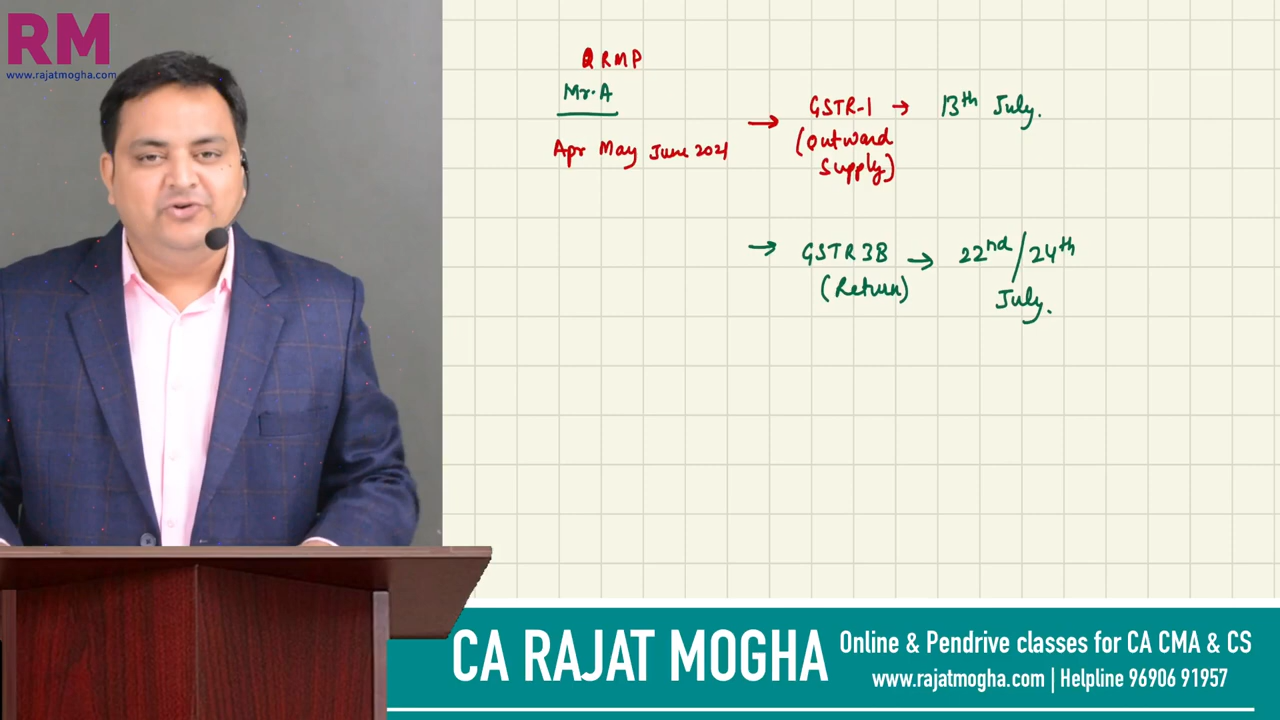 RM
www.rajatmogha.com
QRMP
Mr. A
Apr May June 2021
→ GSTR-1 → 13th July.
(Outward
Supply)
→ GSTR 3B → 22nd/24th
(Return) July.
CA RAJAT MOGHA
Online & Pendrive classes for CA CMA & CS
www.rajatmogha.com | Helpline 96906 91957